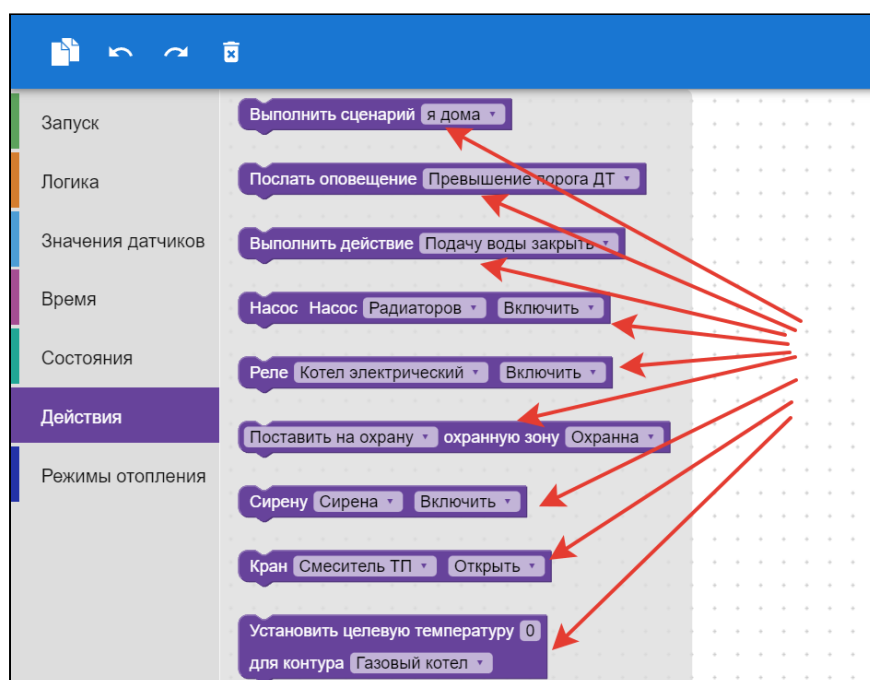 Запуск
Логика
Значения датчиков
Время
Состояния
Действия
Режимы отопления
Выполнить сценарий я дома
Послать оповещение Превышение порога ДТ
Выполнить действие Подачу воды закрыть
Насос Насос Радиаторов Включить
Реле Котел электрический Включить
Поставить на охрану охранную зону Охранна
Сирену Сирена Включить
Кран Смеситель ТП Открыть
Установить целевую температуру 0
для контура Газовый котел